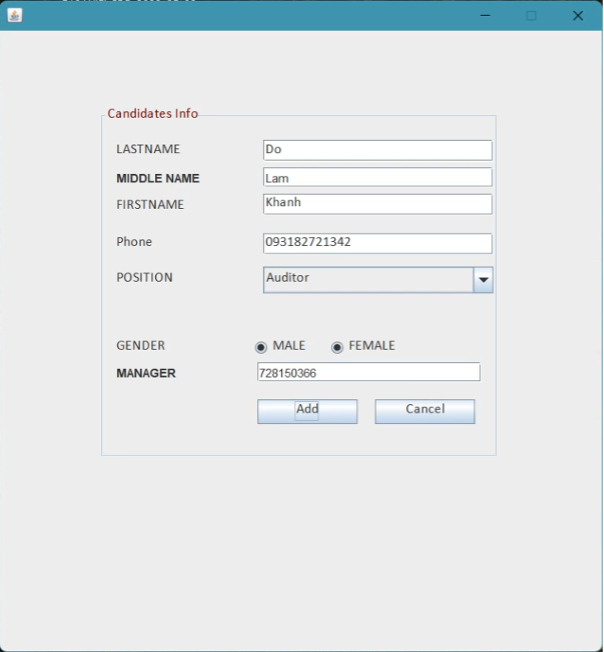 Candidates Info
LASTNAME Do
MIDDLE NAME Lam
FIRSTNAME Khanh
Phone 093182721342
POSITION Auditor
GENDER MALE FEMALE
MANAGER 728150366
Add Cancel